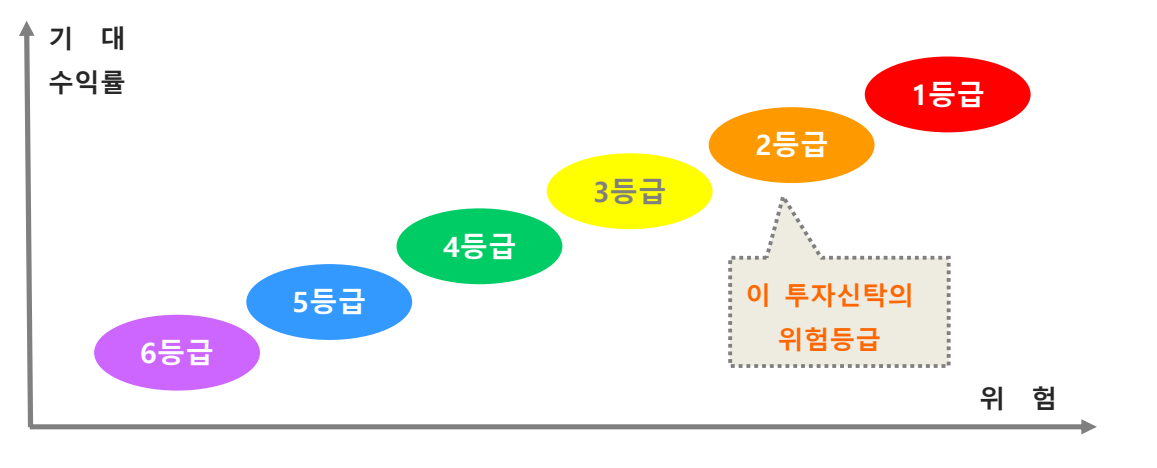 기 대
수익률
1등급
2등급
3등급
4등급
5등급
6등급
이 투자신탁의
위험등급
위 험